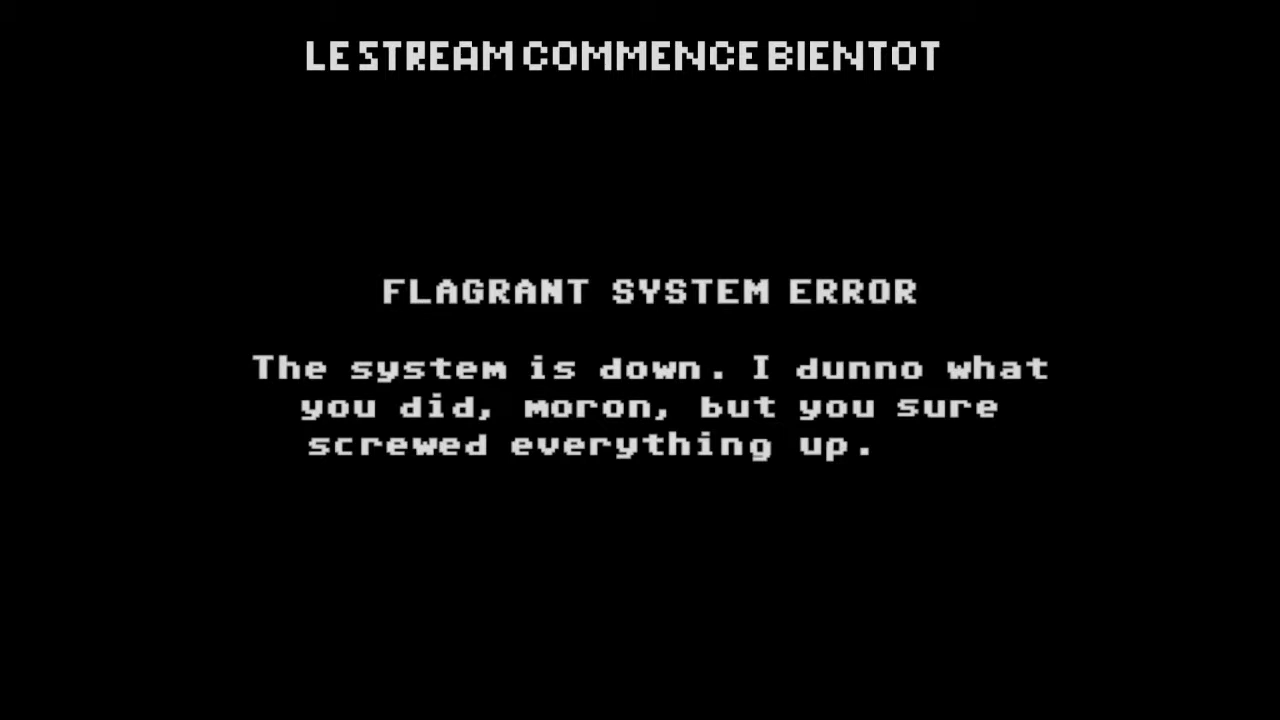 LE STREAM COMMENCE BIENTOT
FLAGRANT SYSTEM ERROR
The system is down. I dunno what
you did, moron, but you sure
screwed everything up.